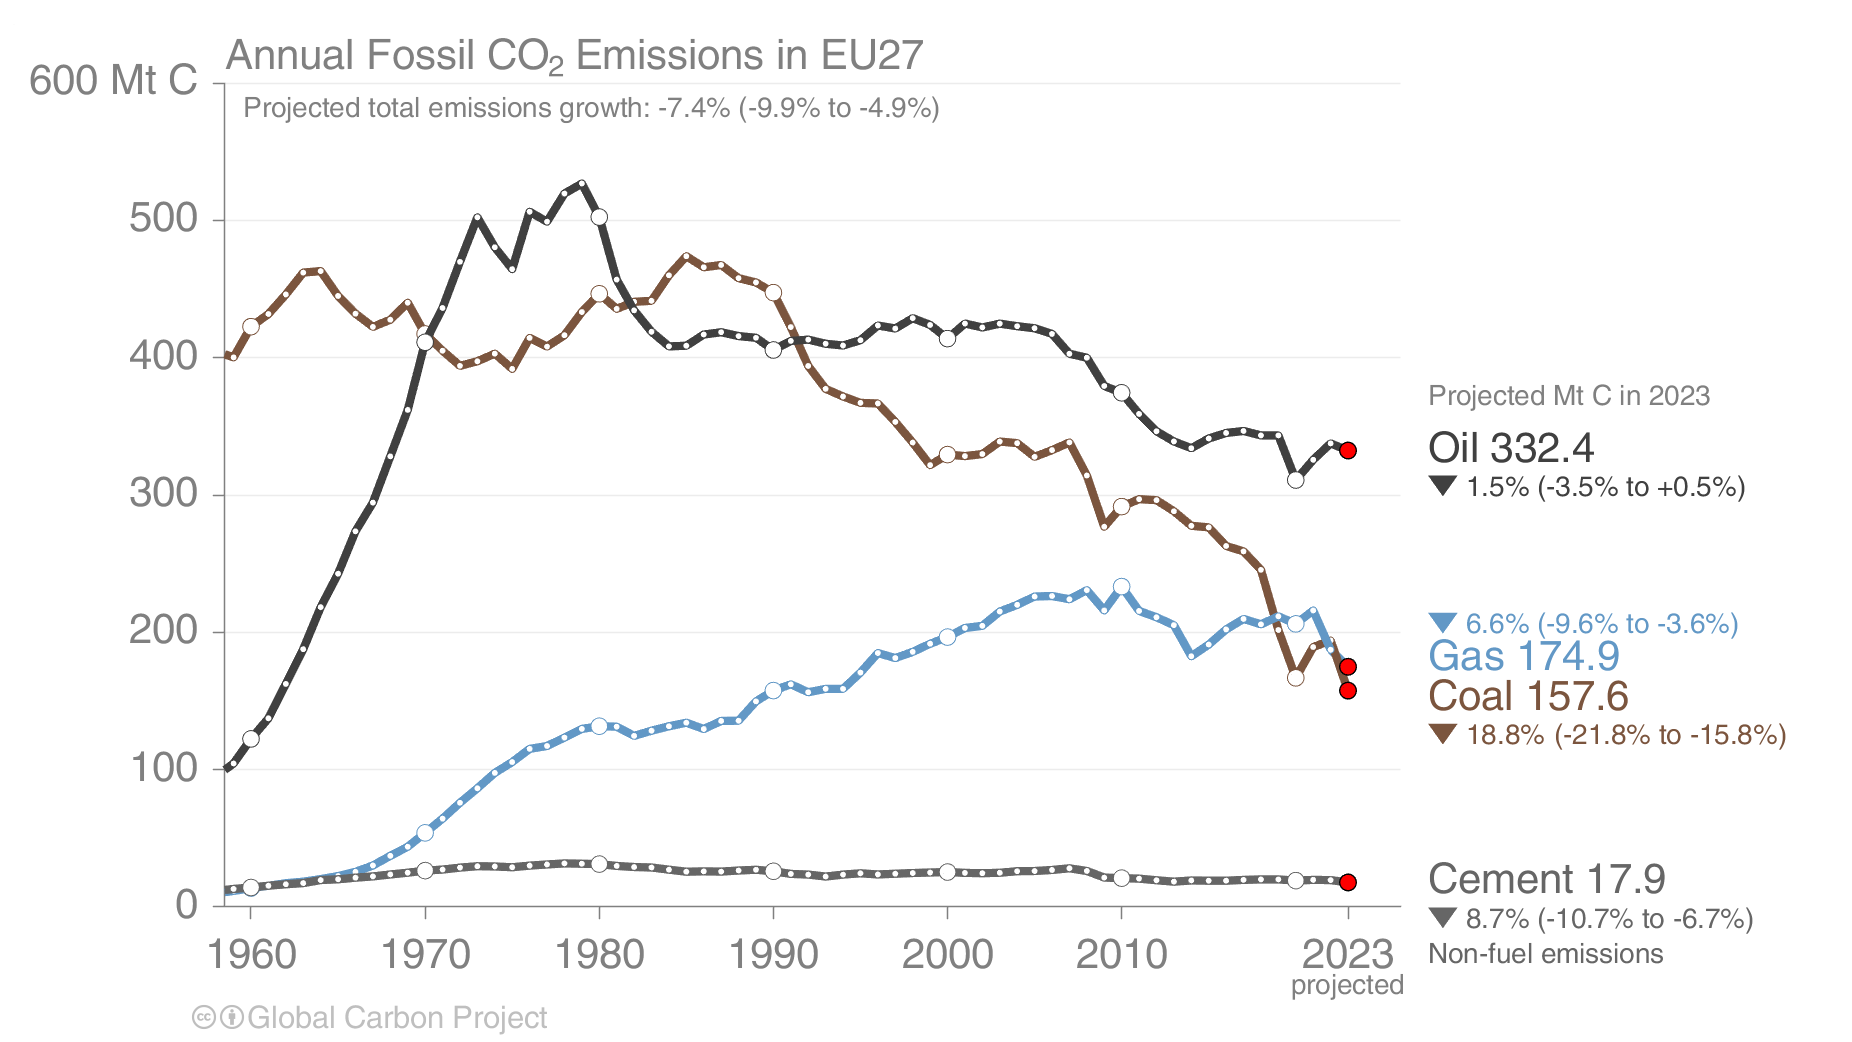 Annual Fossil CO₂ Emissions in EU27
600 Mt C
Projected total emissions growth: -7.4% (-9.9% to -4.9%)
500
400
300
200
100
0
Projected Mt C in 2023
Oil 332.4
▼ 1.5% (-3.5% to +0.5%)
▼ 6.6% (-9.6% to -3.6%)
Gas 174.9
Coal 157.6
▼ 18.8% (-21.8% to -15.8%)
Cement 17.9
▼ 8.7% (-10.7% to -6.7%)
Non-fuel emissions
1960 1970 1980 1990 2000 2010 2023
projected
cc Global Carbon Project